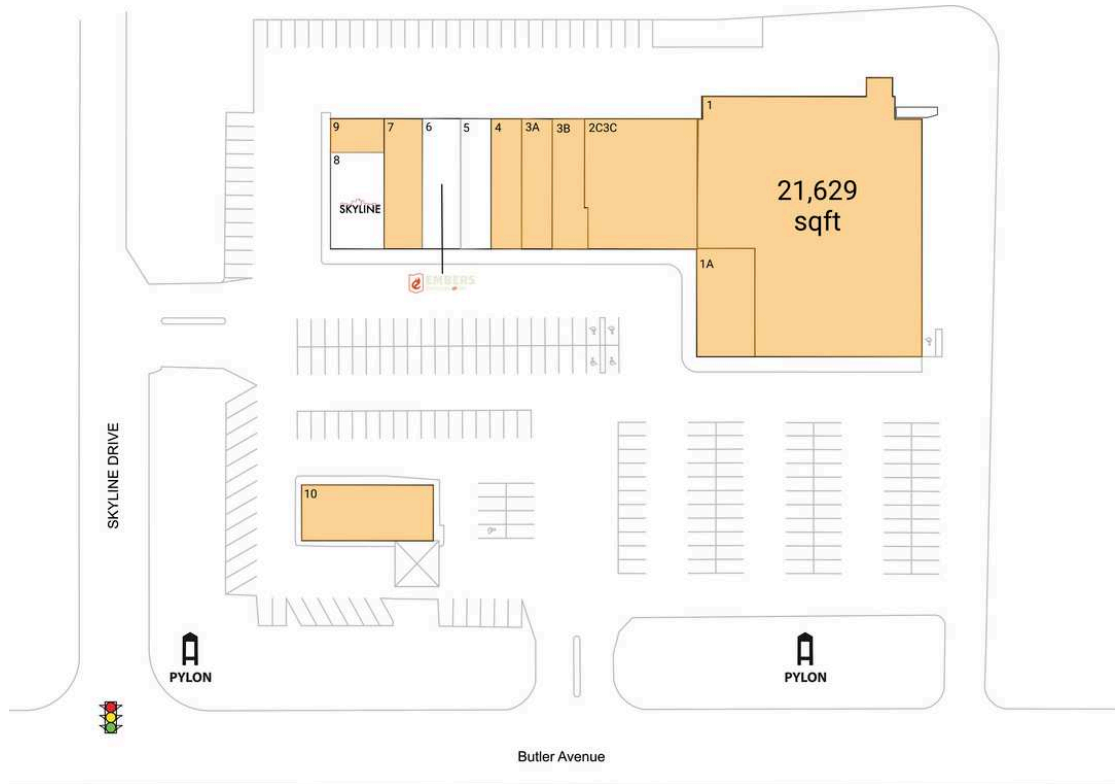 1
9
7
6
5
4
3A
3B
2C3C
8
21,629
sqft
SKYLINE
1A
EMBERS
SKYLINE DRIVE
10
PYLON
PYLON
Butler Avenue